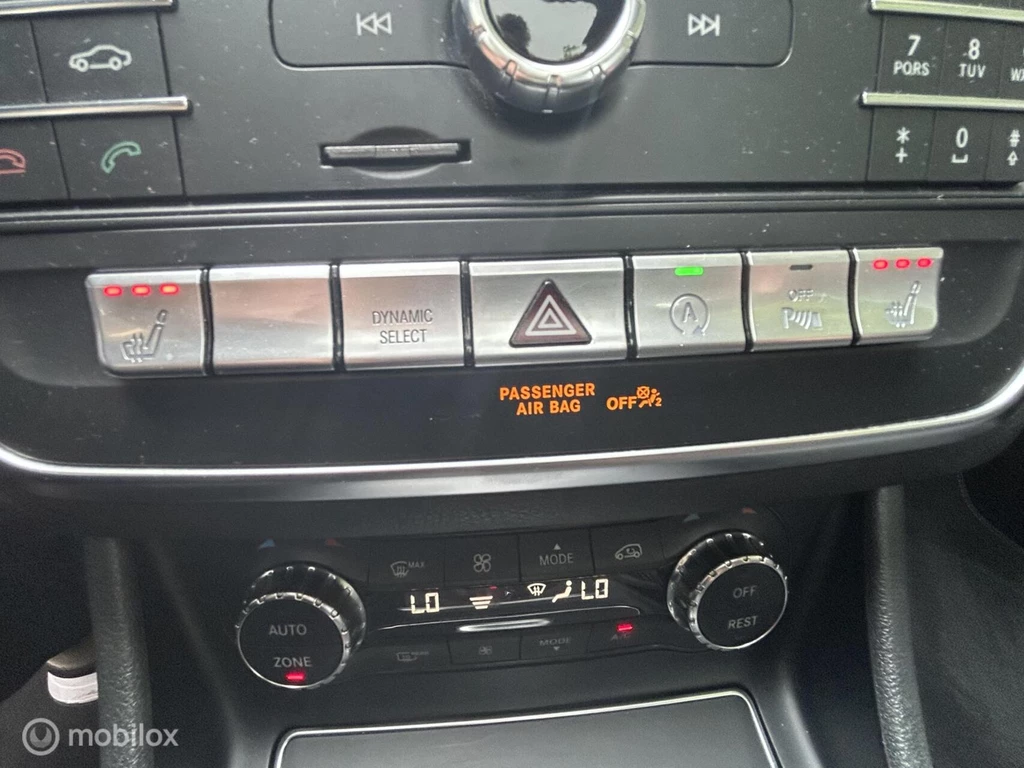 7
PQRS
8
TUV
*
+
0
#
DYNAMIC
SELECT
A
OFF
PASSENGER
AIR BAG
OFF
2
MAX
MODE
LO
LO
AUTO
ZONE
MODE
OFF
REST
mobilox